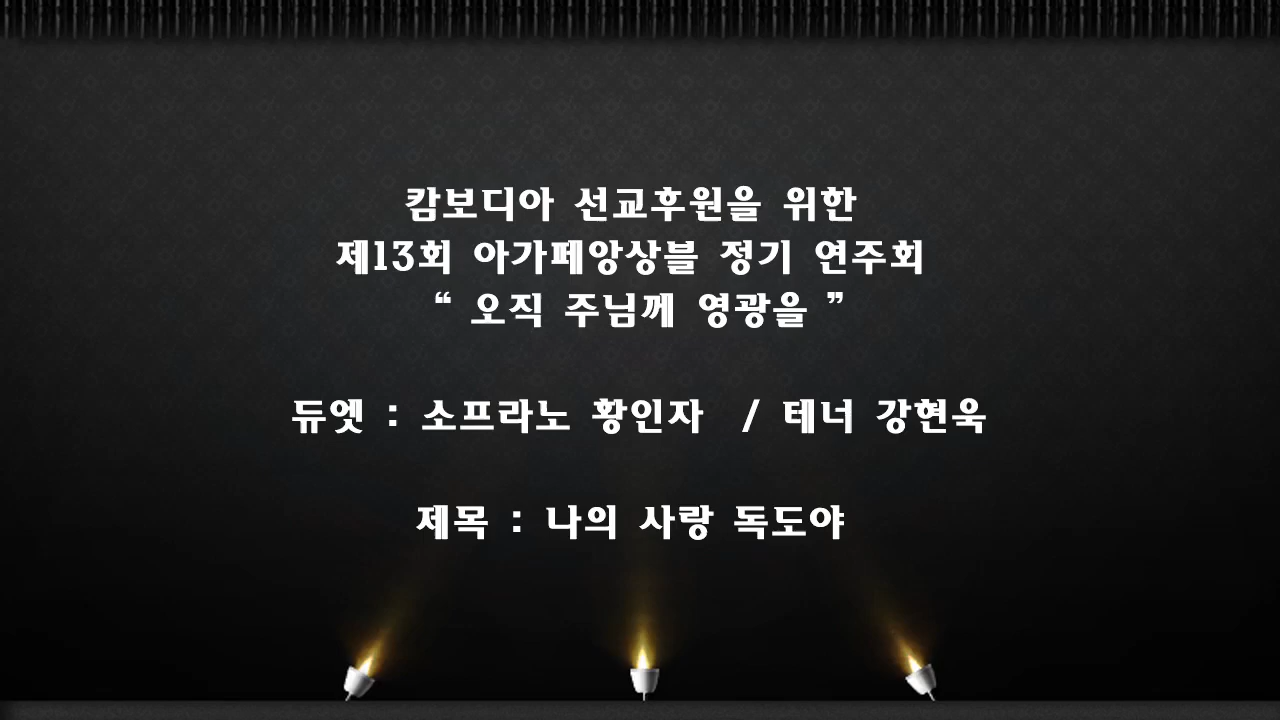 캄보디아 선교후원을 위한
제13회 아가페앙상블 정기 연주회
“ 오직 주님께 영광을 ”
듀엣 : 소프라노 황인자 / 테너 강현욱
제목 : 나의 사랑 독도야